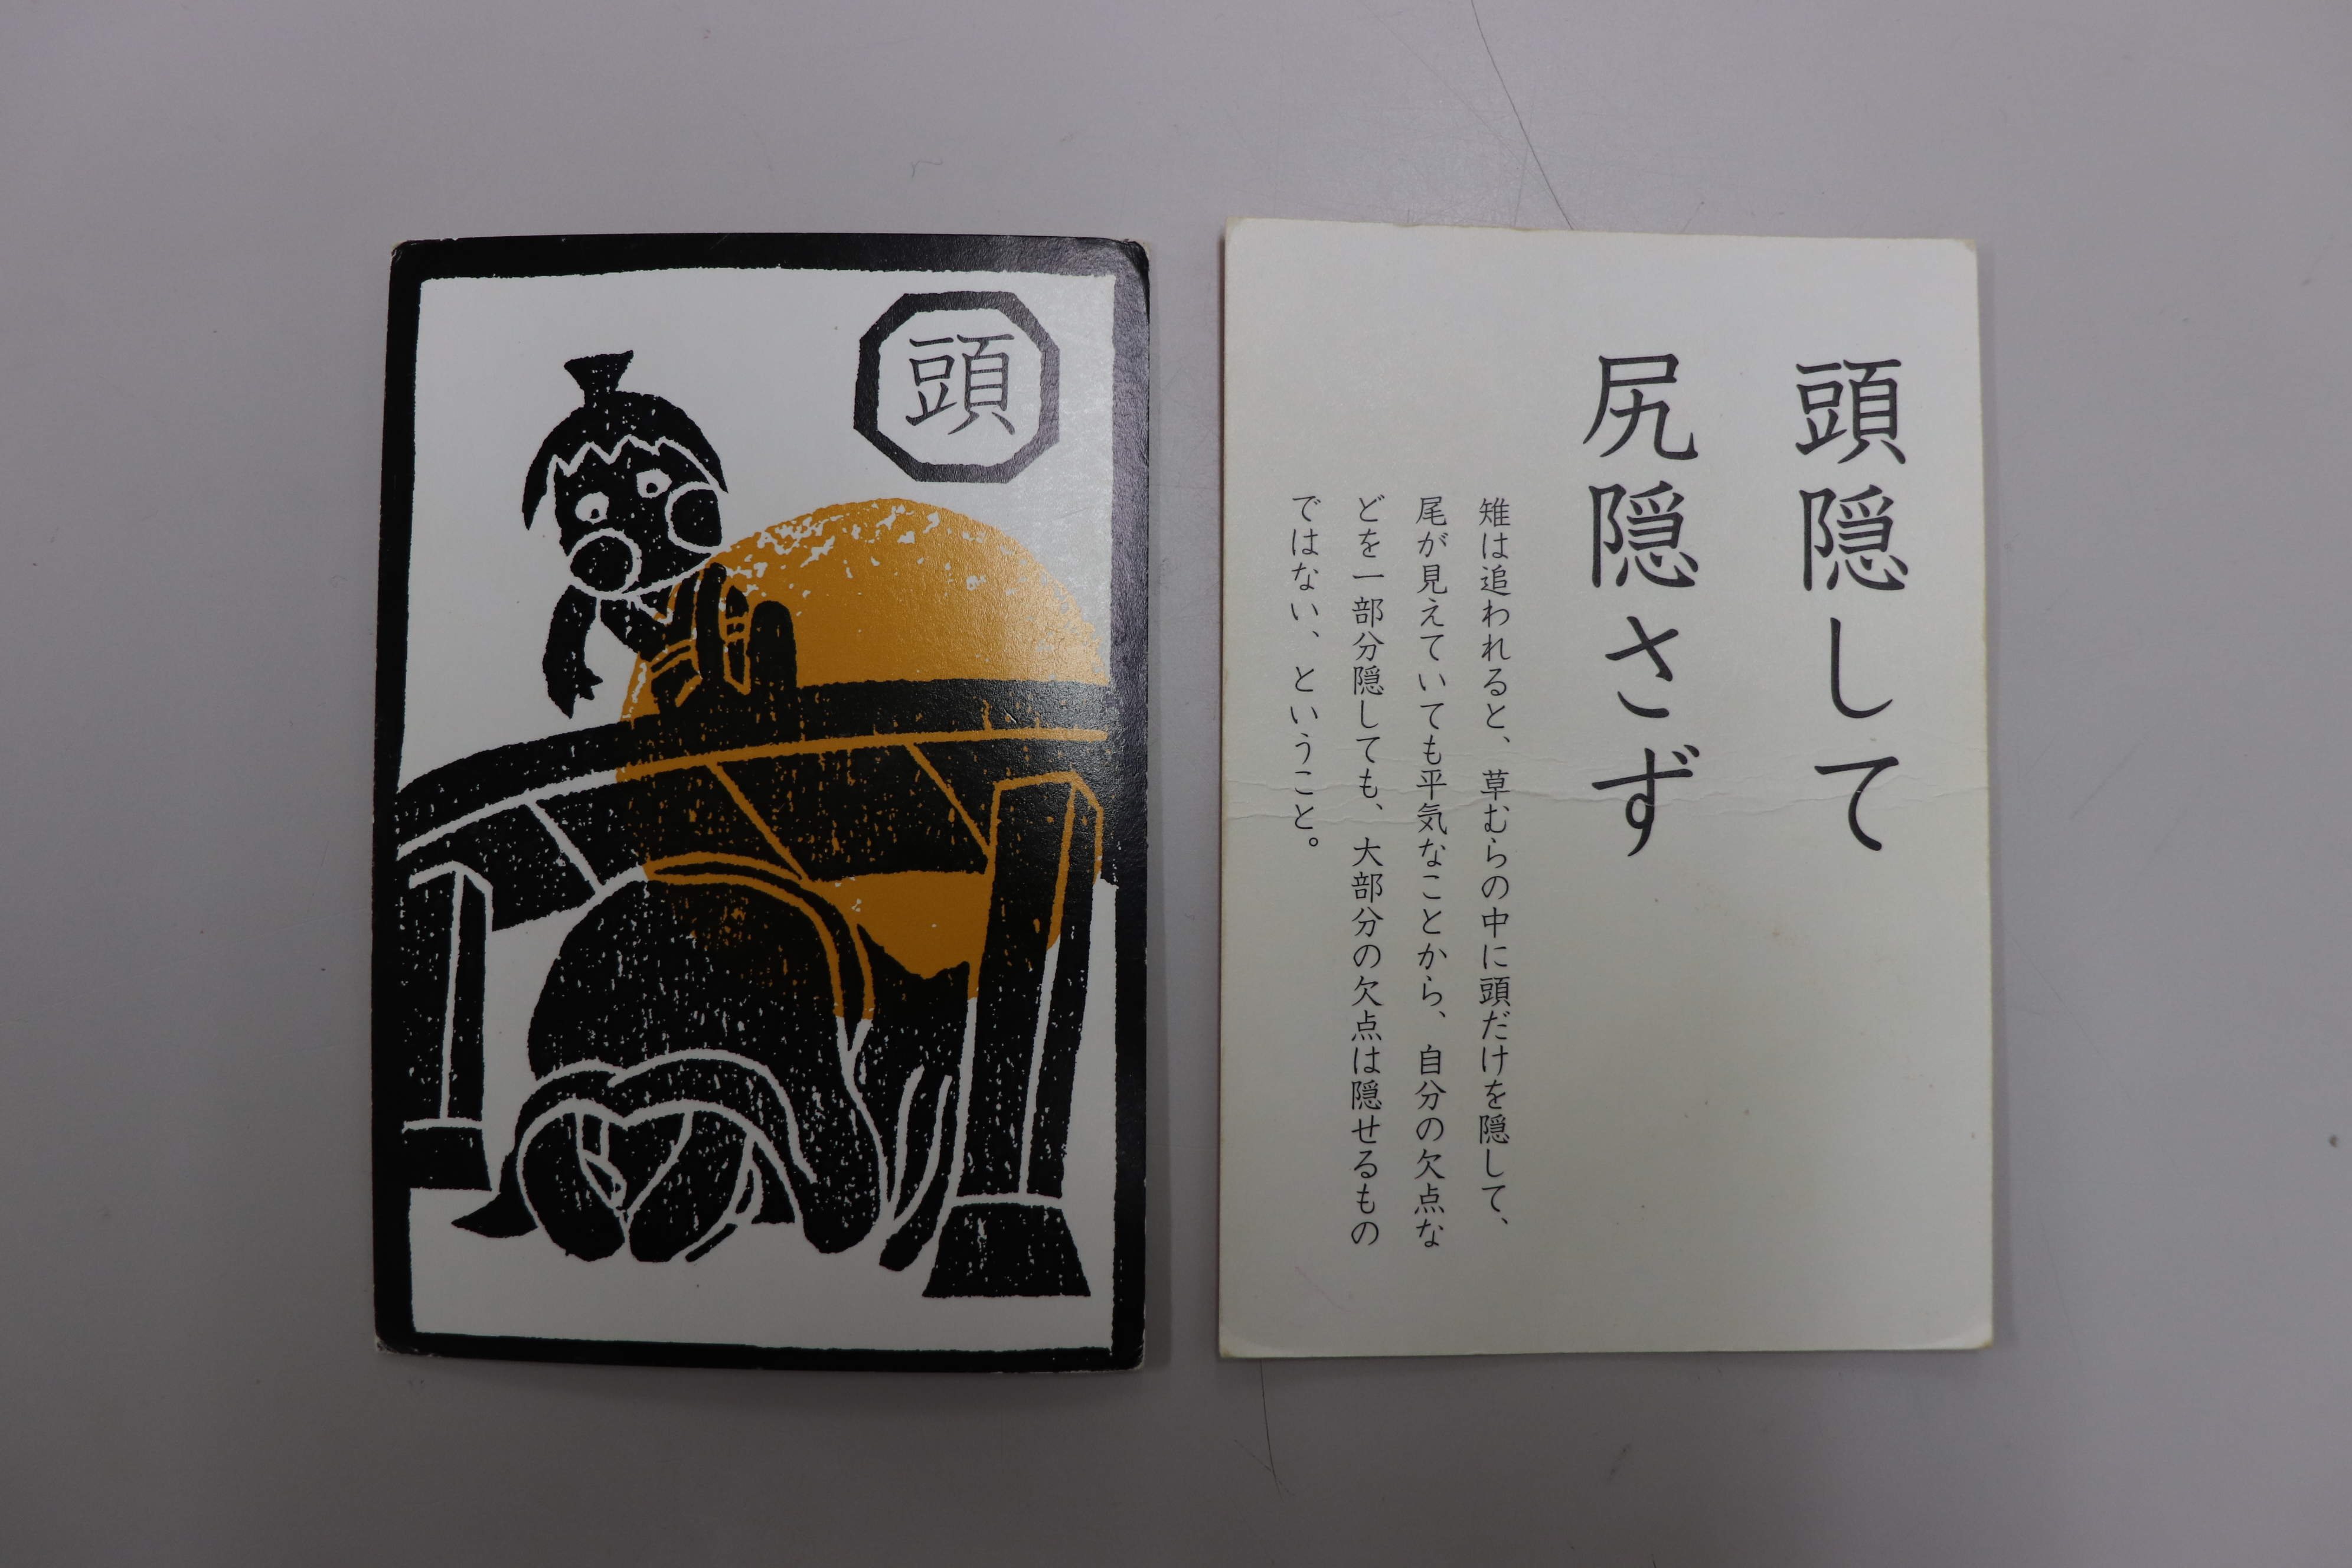 頭
頭隠して
尻隠さず
雉は追われると、草むらの中に頭だけを隠して、
尾が見えていても平気なことから、自分の欠点な
どを一部分隠しても、大部分の欠点は隠せるもの
ではない、ということ。